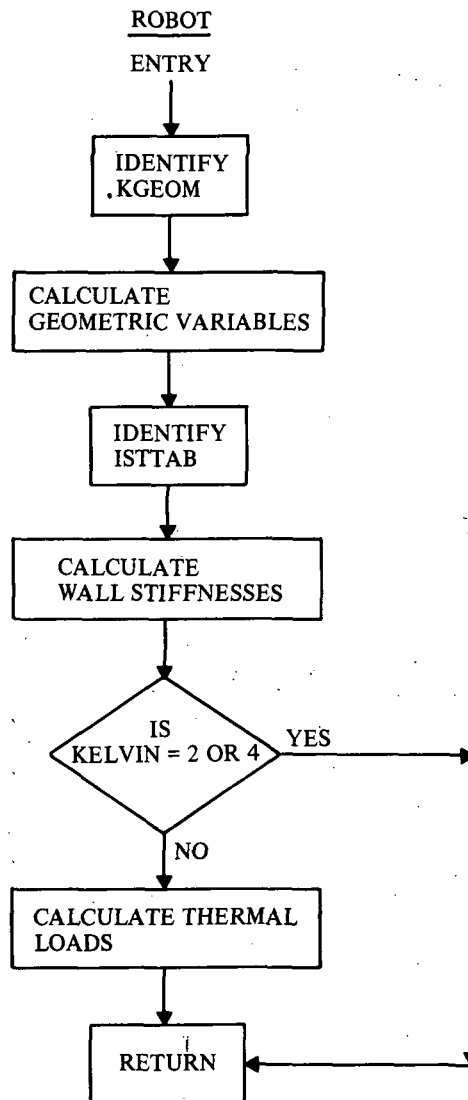 ROBOT
ENTRY
IDENTIFY
KGEOM
CALCULATE
GEOMETRIC VARIABLES
IDENTIFY
ISTTAB
CALCULATE
WALL STIFFNESSES
IS
KELVIN = 2 OR 4
YES
NO
CALCULATE THERMAL
LOADS
RETURN